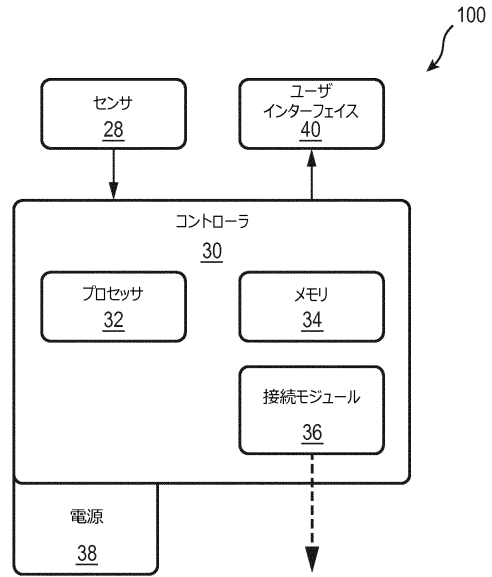 100
センサ
28
ユーザ
インターフェイス
40
コントローラ
30
プロセッサ
32
メモリ
34
接続モジュール
36
電源
38